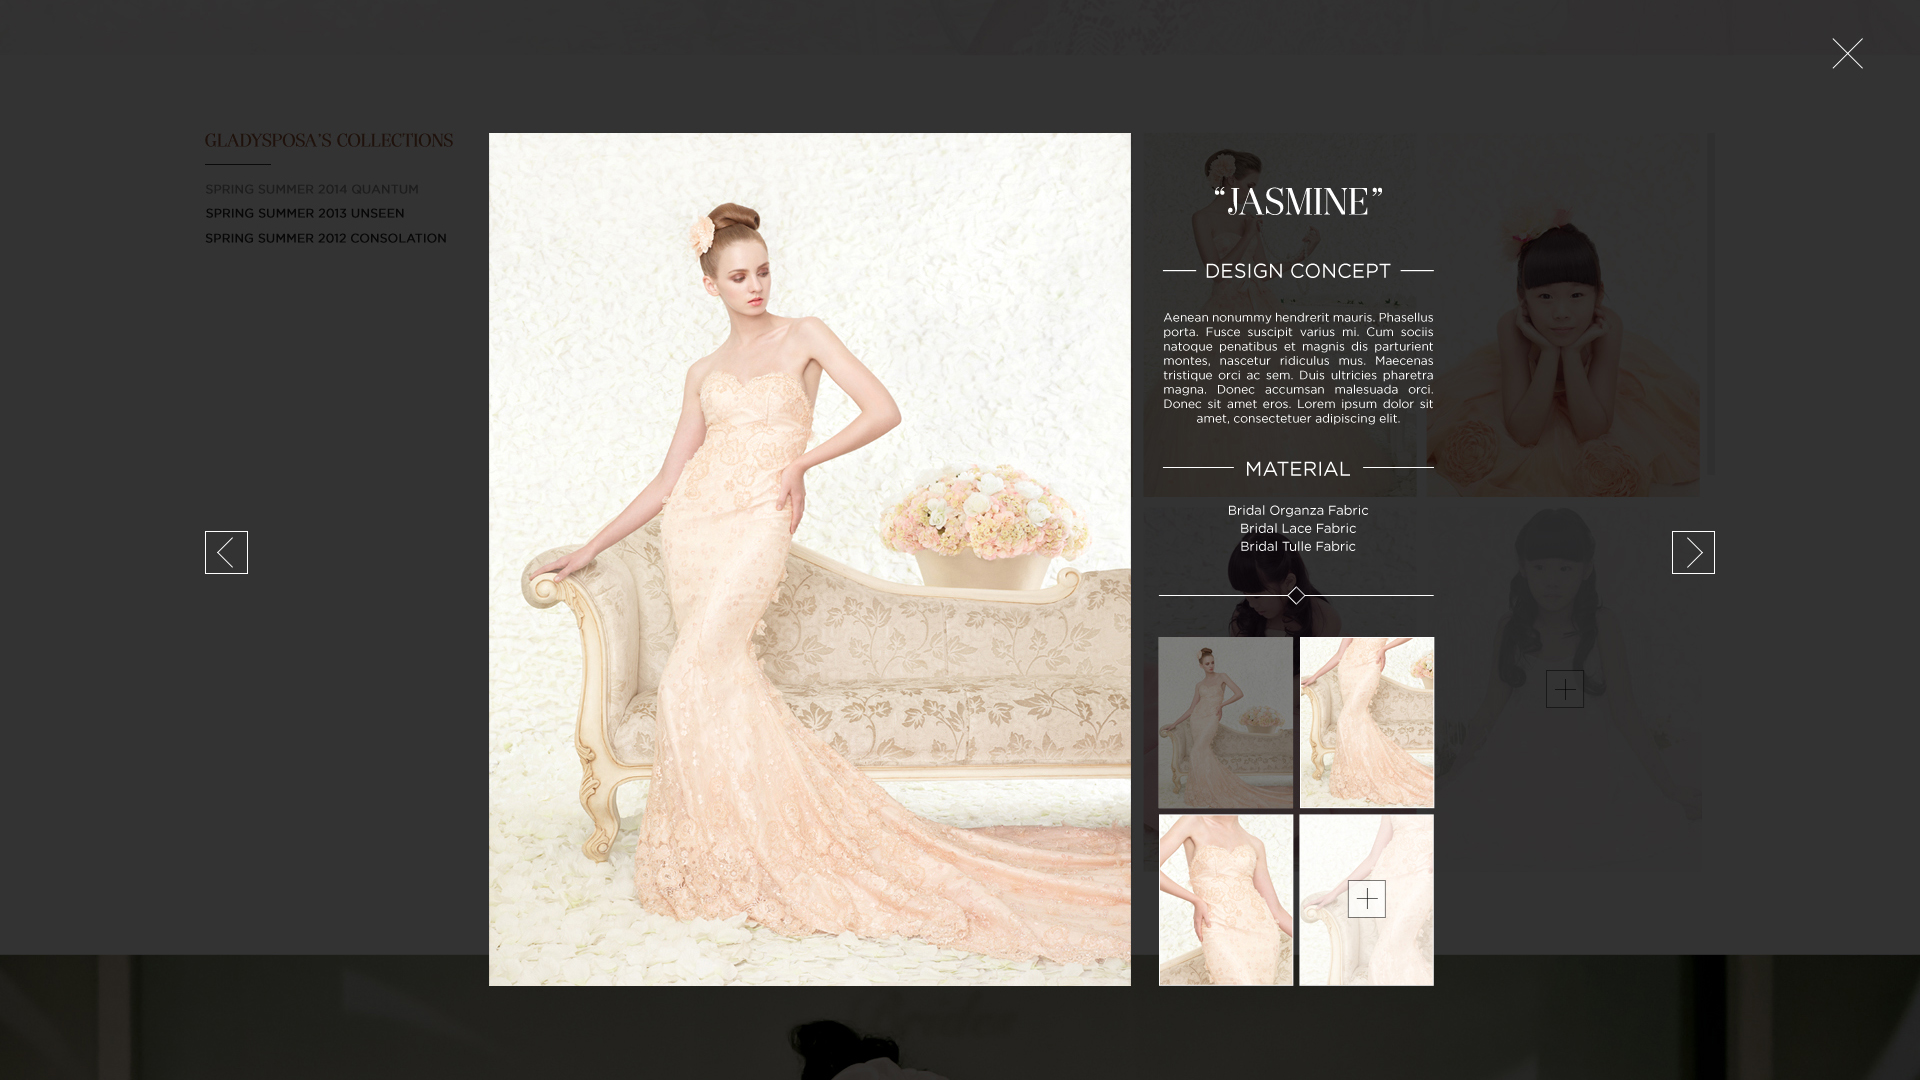 GLADYSPOSA'S COLLECTIONS
SPRING SUMMER 2014 QUANTUM
SPRING SUMMER 2013 UNSEEN
SPRING SUMMER 2012 CONSOLATION
“JASMINE”
DESIGN CONCEPT
Aenean nonummy hendrerit mauris. Phasellus
porta. Fusce suscipit varius mi. Cum sociis
natoque penatibus et magnis dis parturient
montes, nascetur ridiculus mus. Maecenas
tristique orci ac sem. Duis ultricies pharetra
magna. Donec accumsan malesuada orci.
Donec sit amet eros. Lorem ipsum dolor sit
amet, consectetuer adipiscing elit.
MATERIAL
Bridal Organza Fabric
Bridal Lace Fabric
Bridal Tulle Fabric